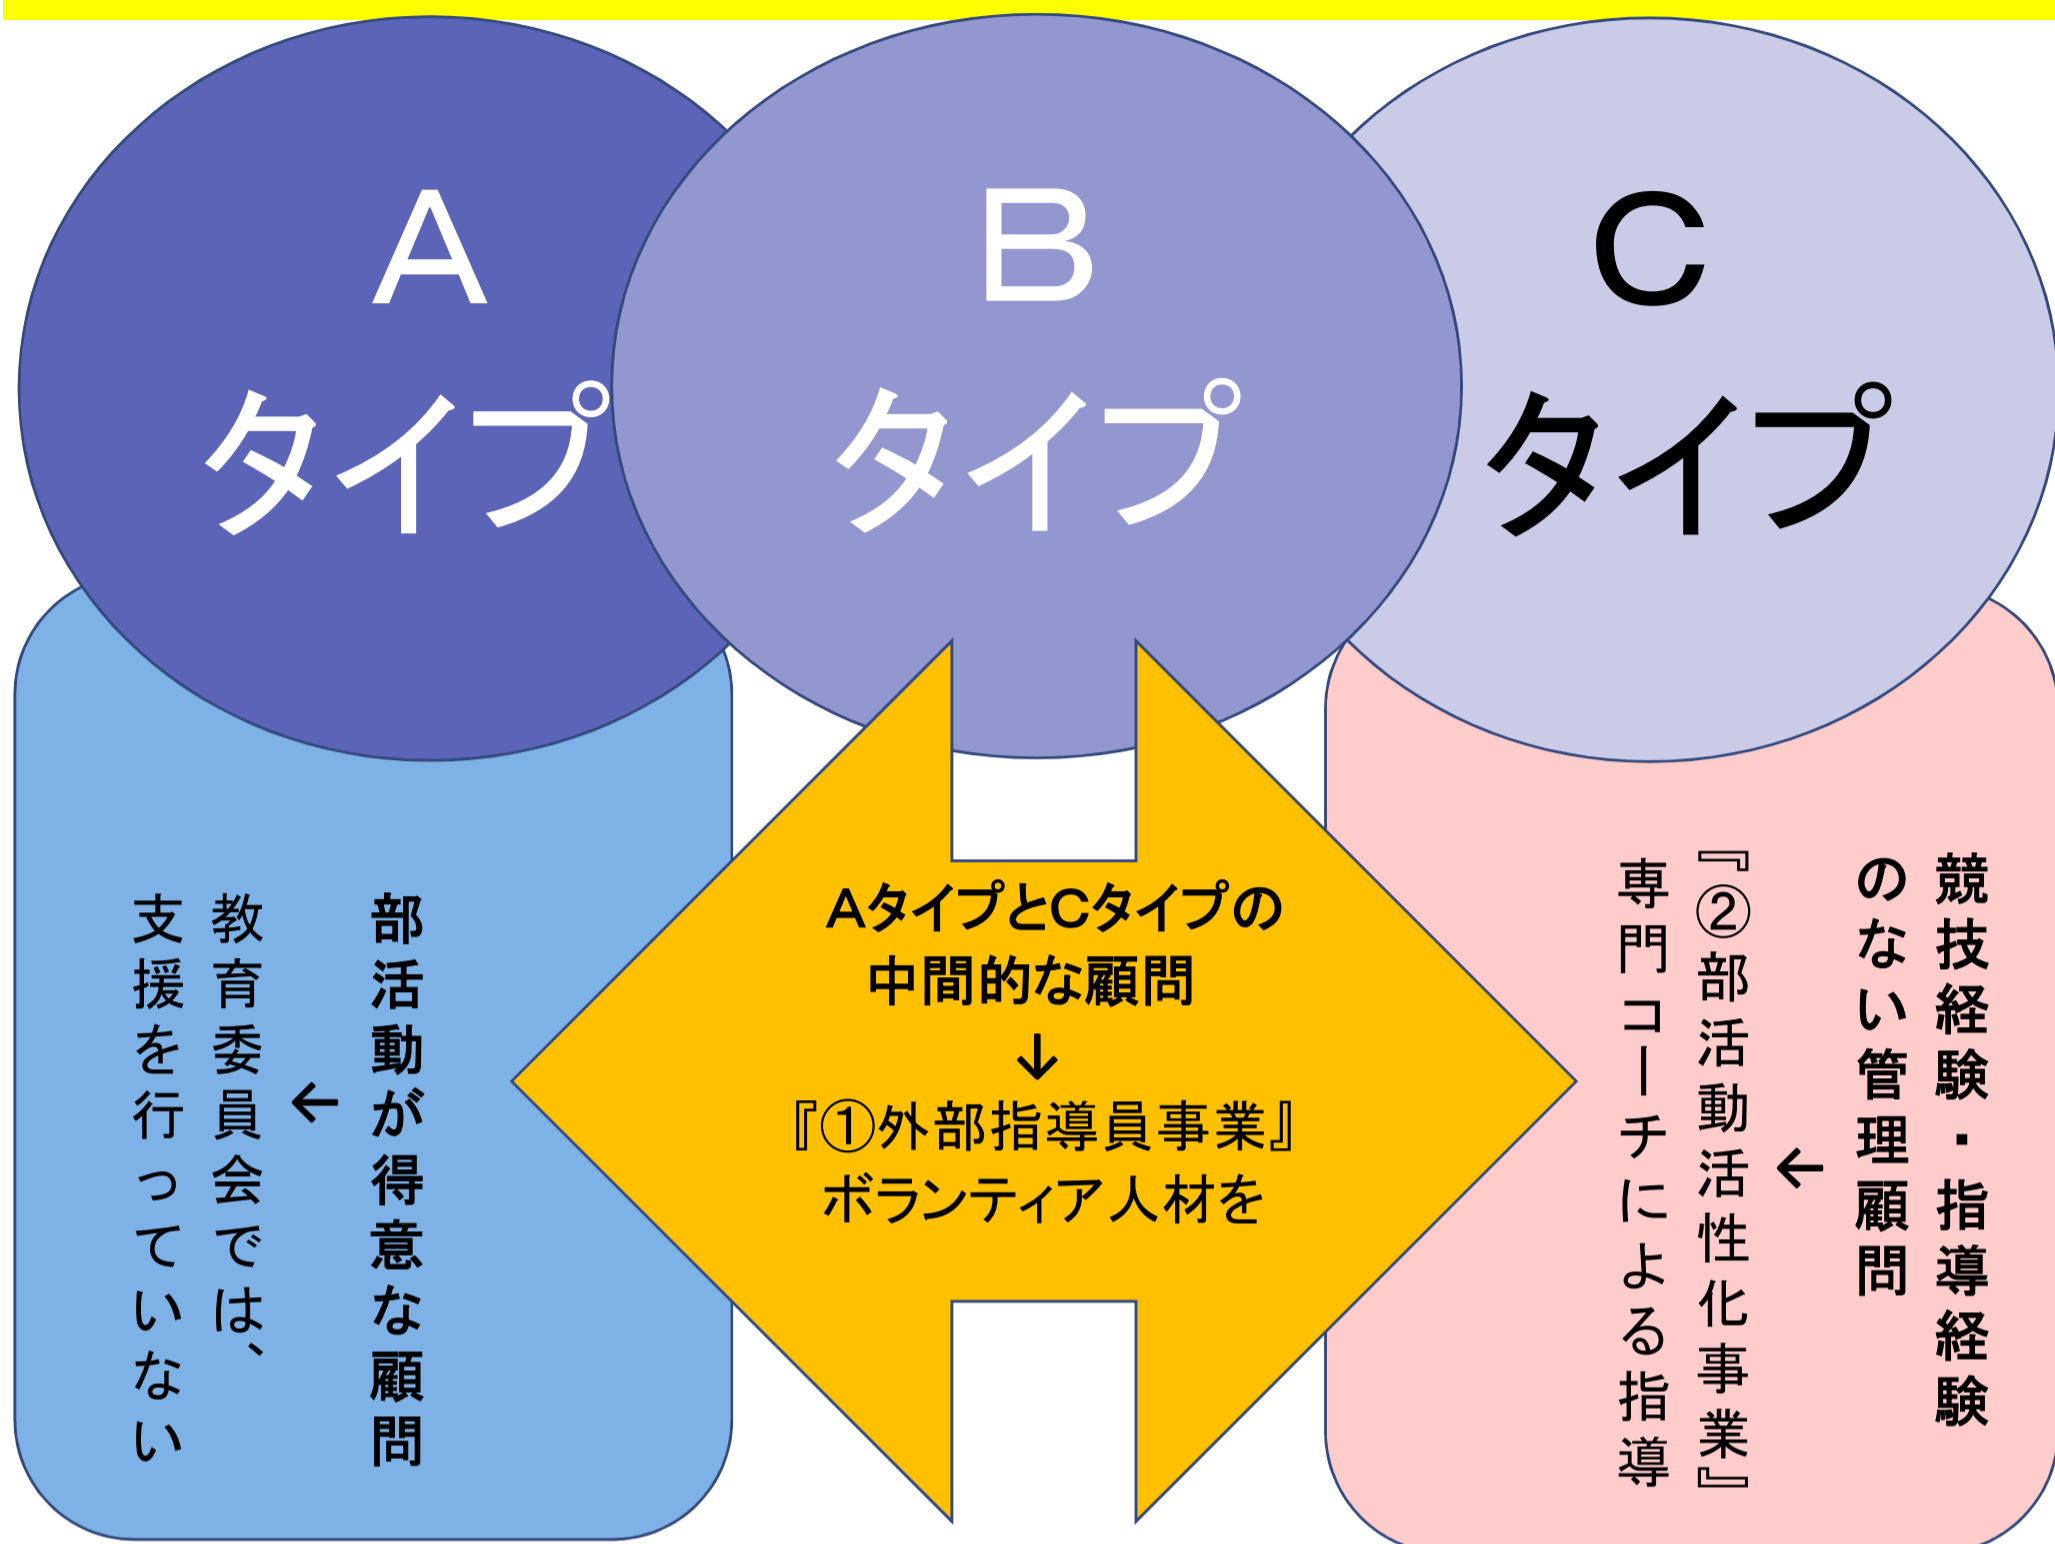 A
タイプ
B
タイプ
C
タイプ
部活動が得意な顧問
↓
教育委員会では、
支援を行っていない
AタイプとCタイプの
中間的な顧問
↓
『①外部指導員事業』
ボランティア人材を
競技経験・指導経験
のない管理顧問
↓
『②部活動活性化事業』
専門コーチによる指導